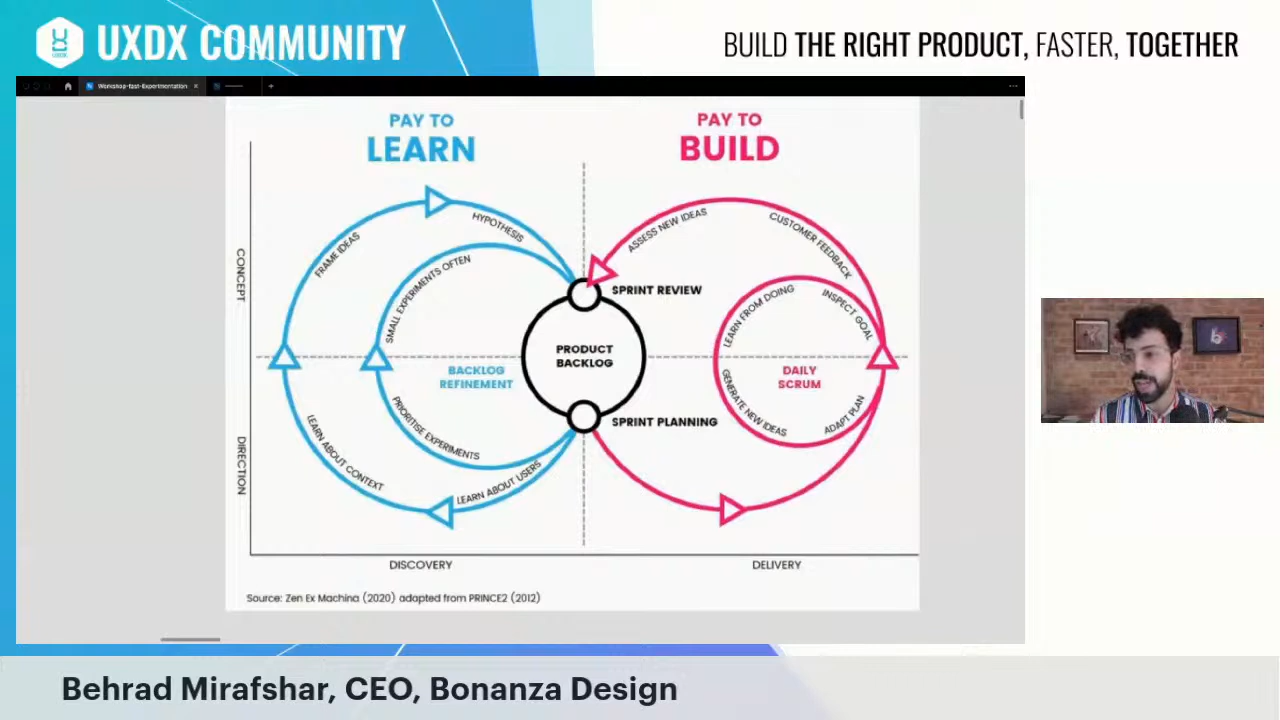 UXDX COMMUNITY
BUILD THE RIGHT PRODUCT, FASTER, TOGETHER
Workshop-fast-Experimentation
PAY TO
LEARN
PAY TO
BUILD
CONCEPT
DIRECTION
FRAME IDEAS
HYPOTHESIS
SMALL EXPERIMENTS OFTEN
BACKLOG
REFINEMENT
PRIORITISE EXPERIMENTS
LEARN ABOUT CONTEXT
LEARN ABOUT USERS
SPRINT REVIEW
PRODUCT
BACKLOG
SPRINT PLANNING
ASSESS NEW IDEAS
CUSTOMER FEEDBACK
LEARN FROM DOING
INSPECT GOAL
DAILY
SCRUM
GENERATE NEW IDEAS
ADAPT PLAN
DISCOVERY
DELIVERY
Source: Zen Ex Machina (2020) adapted from PRINCE2 (2012)
Behrad Mirafshar, CEO, Bonanza Design